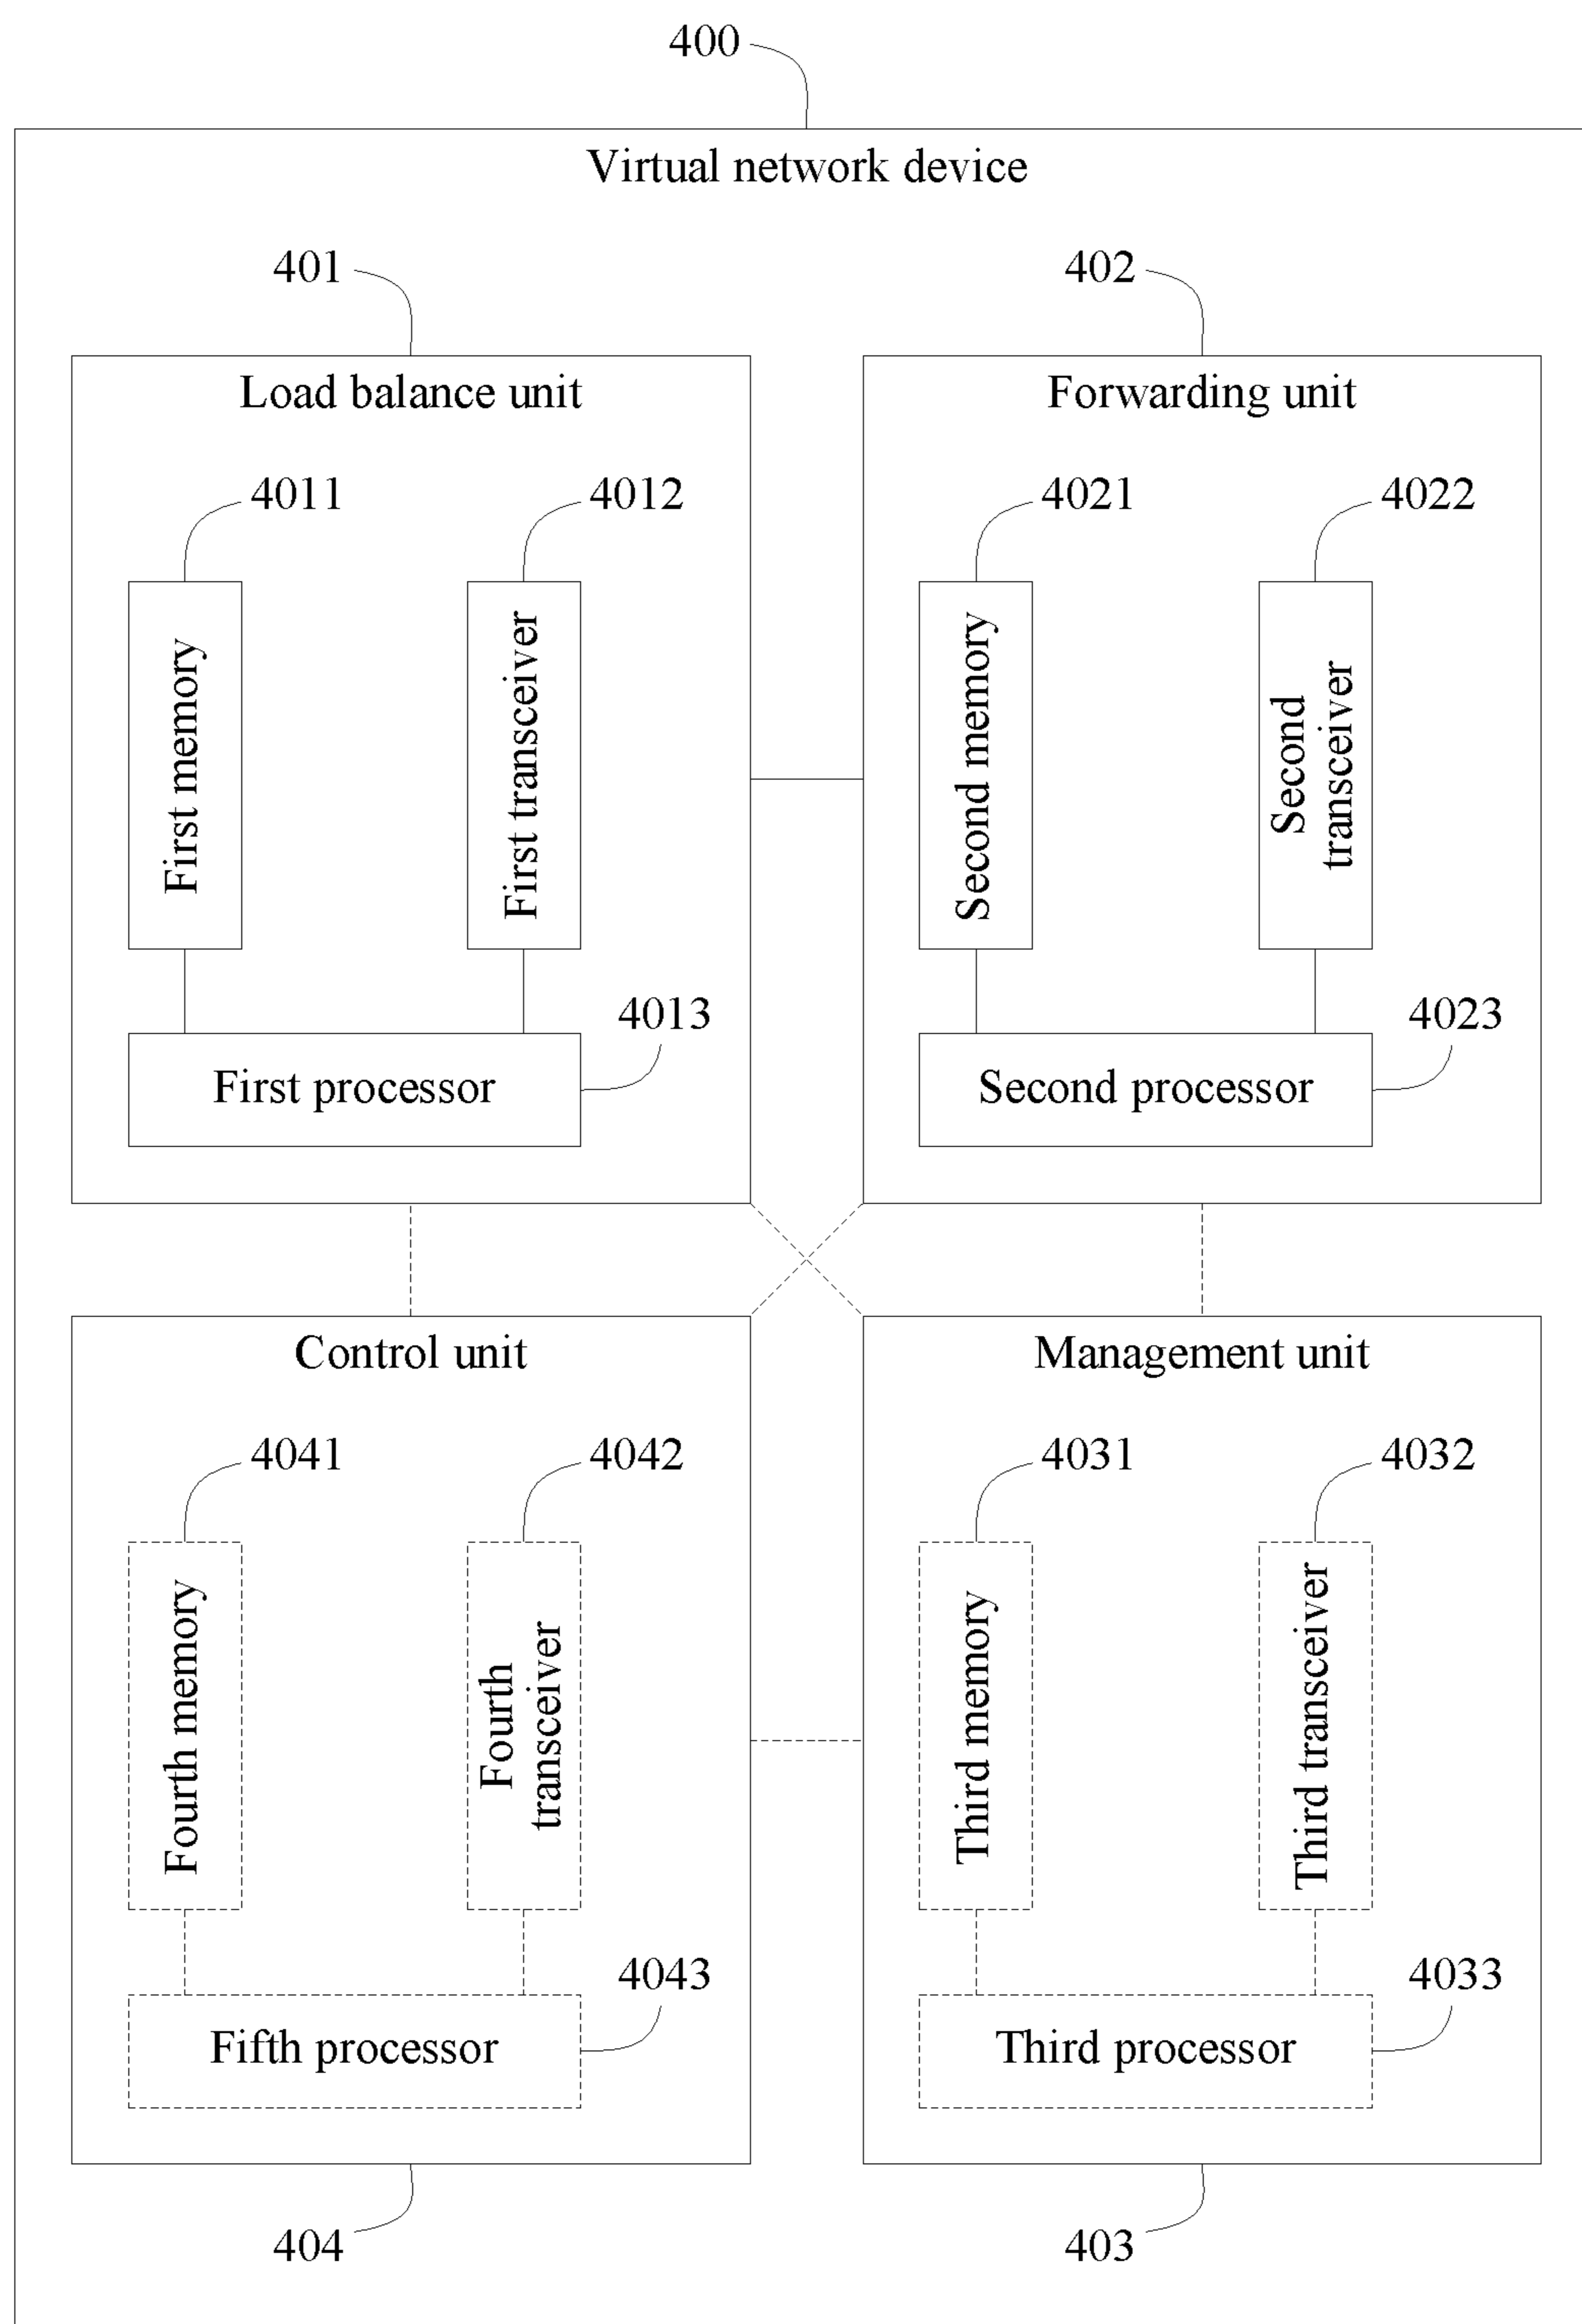 400
Virtual network device
401
402
Load balance unit
Forwarding unit
4011
4012
4021
4022
First memory
First transceiver
Second memory
Second
transceiver
4013
4023
First processor
Second processor
Control unit
Management unit
4041
4042
4031
4032
Fourth memory
Fourth
transceiver
Third memory
Third transceiver
4043
4033
Fifth processor
Third processor
404
403